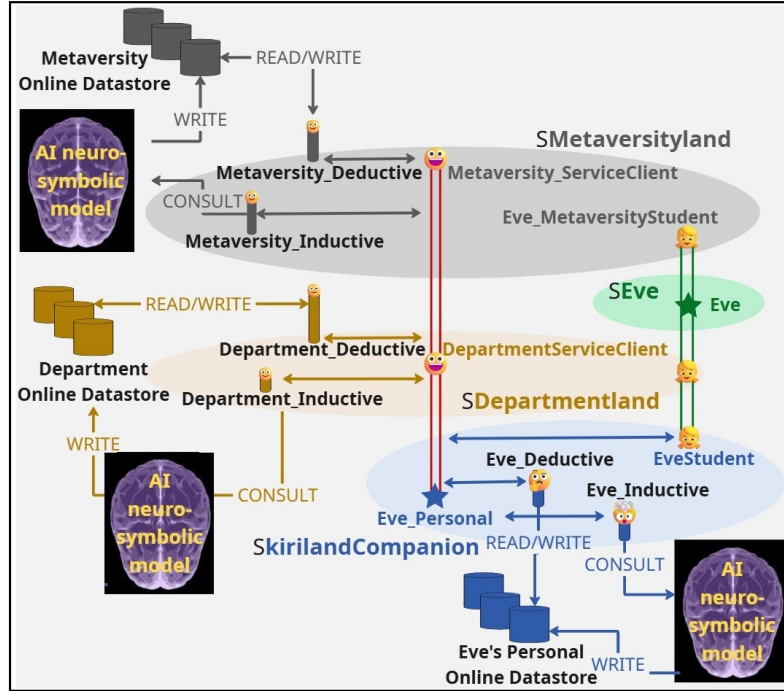 Metaversity
Online Datastore
READ/WRITE
WRITE
AI neuro-
symbolic
model
SMetaversityland
Metaversity_Deductive
Metaversity_ServiceClient
CONSULT
Metaversity_Inductive
Eve_MetaversityStudent
SEve
Eve
READ/WRITE
Department
Online Datastore
Department_Deductive
DepartmentServiceClient
Department_Inductive
SDepartmentland
WRITE
AI
neuro-
symbolic
model
CONSULT
Eve_Deductive
EveStudent
Eve_Inductive
Eve_Personal
SkirilandCompanion
READ/WRITE
CONSULT
AI
neuro-
symbolic
model
Eve's Personal
Online Datastore
WRITE